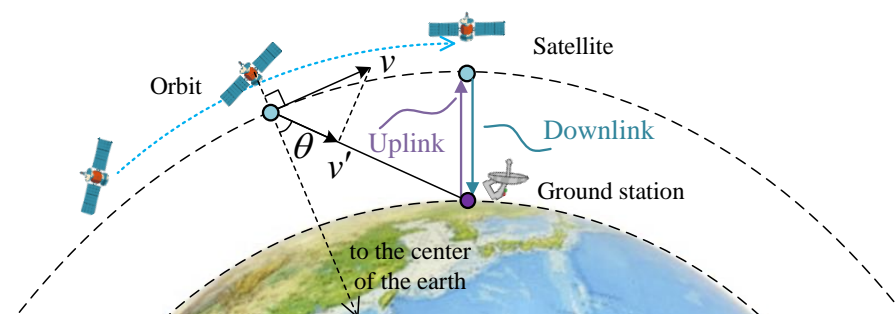 Satellite
v
Orbit
Uplink
Downlink
θ
v'
Ground station
to the center
of the earth